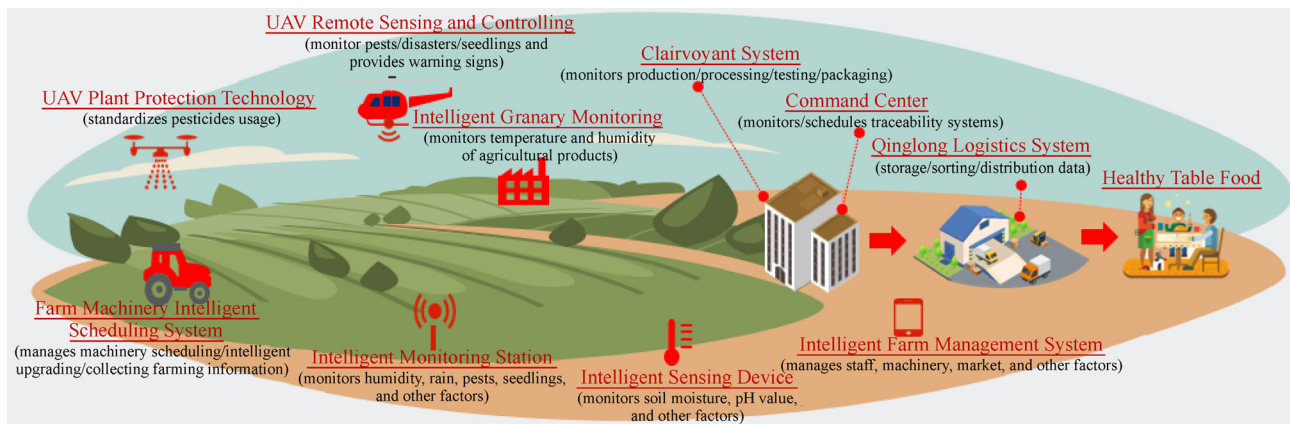 UAV Remote Sensing and Controlling
(monitor pests/disasters/seedlings and
provides warning signs)
Clairvoyant System
(monitors production/processing/testing/packaging)
UAV Plant Protection Technology
(standardizes pesticides usage)
Intelligent Granary Monitoring
(monitors temperature and humidity
of agricultural products)
Command Center
(monitors/schedules traceability systems)
Qinglong Logistics System
(storage/sorting/distribution data)
Healthy Table Food
Farm Machinery Intelligent
Scheduling System
(manages machinery scheduling/intelligent
upgrading/collecting farming information)
Intelligent Monitoring Station
(monitors humidity, rain, pests, seedlings,
and other factors)
Intelligent Sensing Device
(monitors soil moisture, pH value,
and other factors)
Intelligent Farm Management System
(manages staff, machinery, market, and other factors)